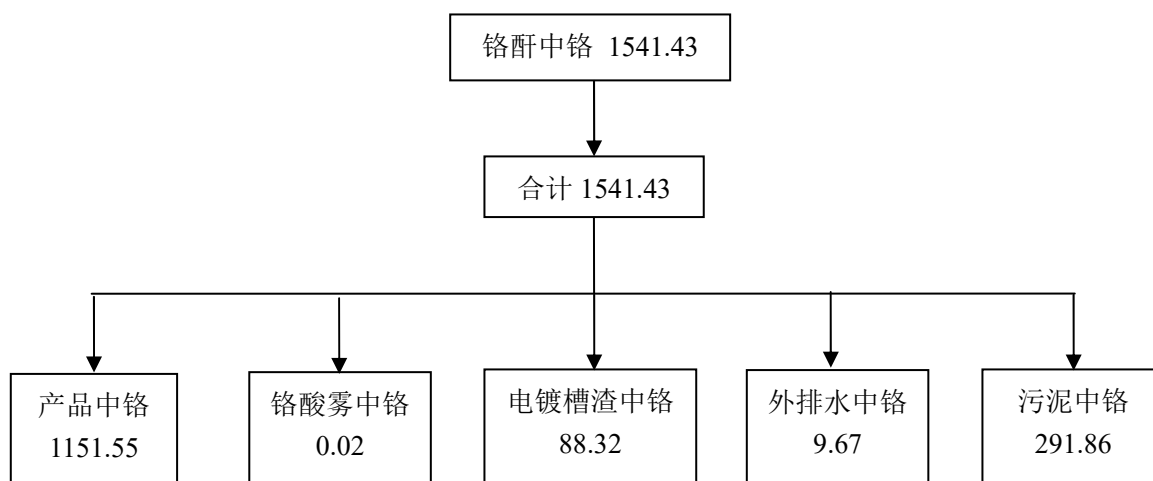 铬酐中铬 1541.43
合计 1541.43
产品中铬
1151.55
铬酸雾中铬
0.02
电镀槽渣中铬
88.32
外排水中铬
9.67
污泥中铬
291.86